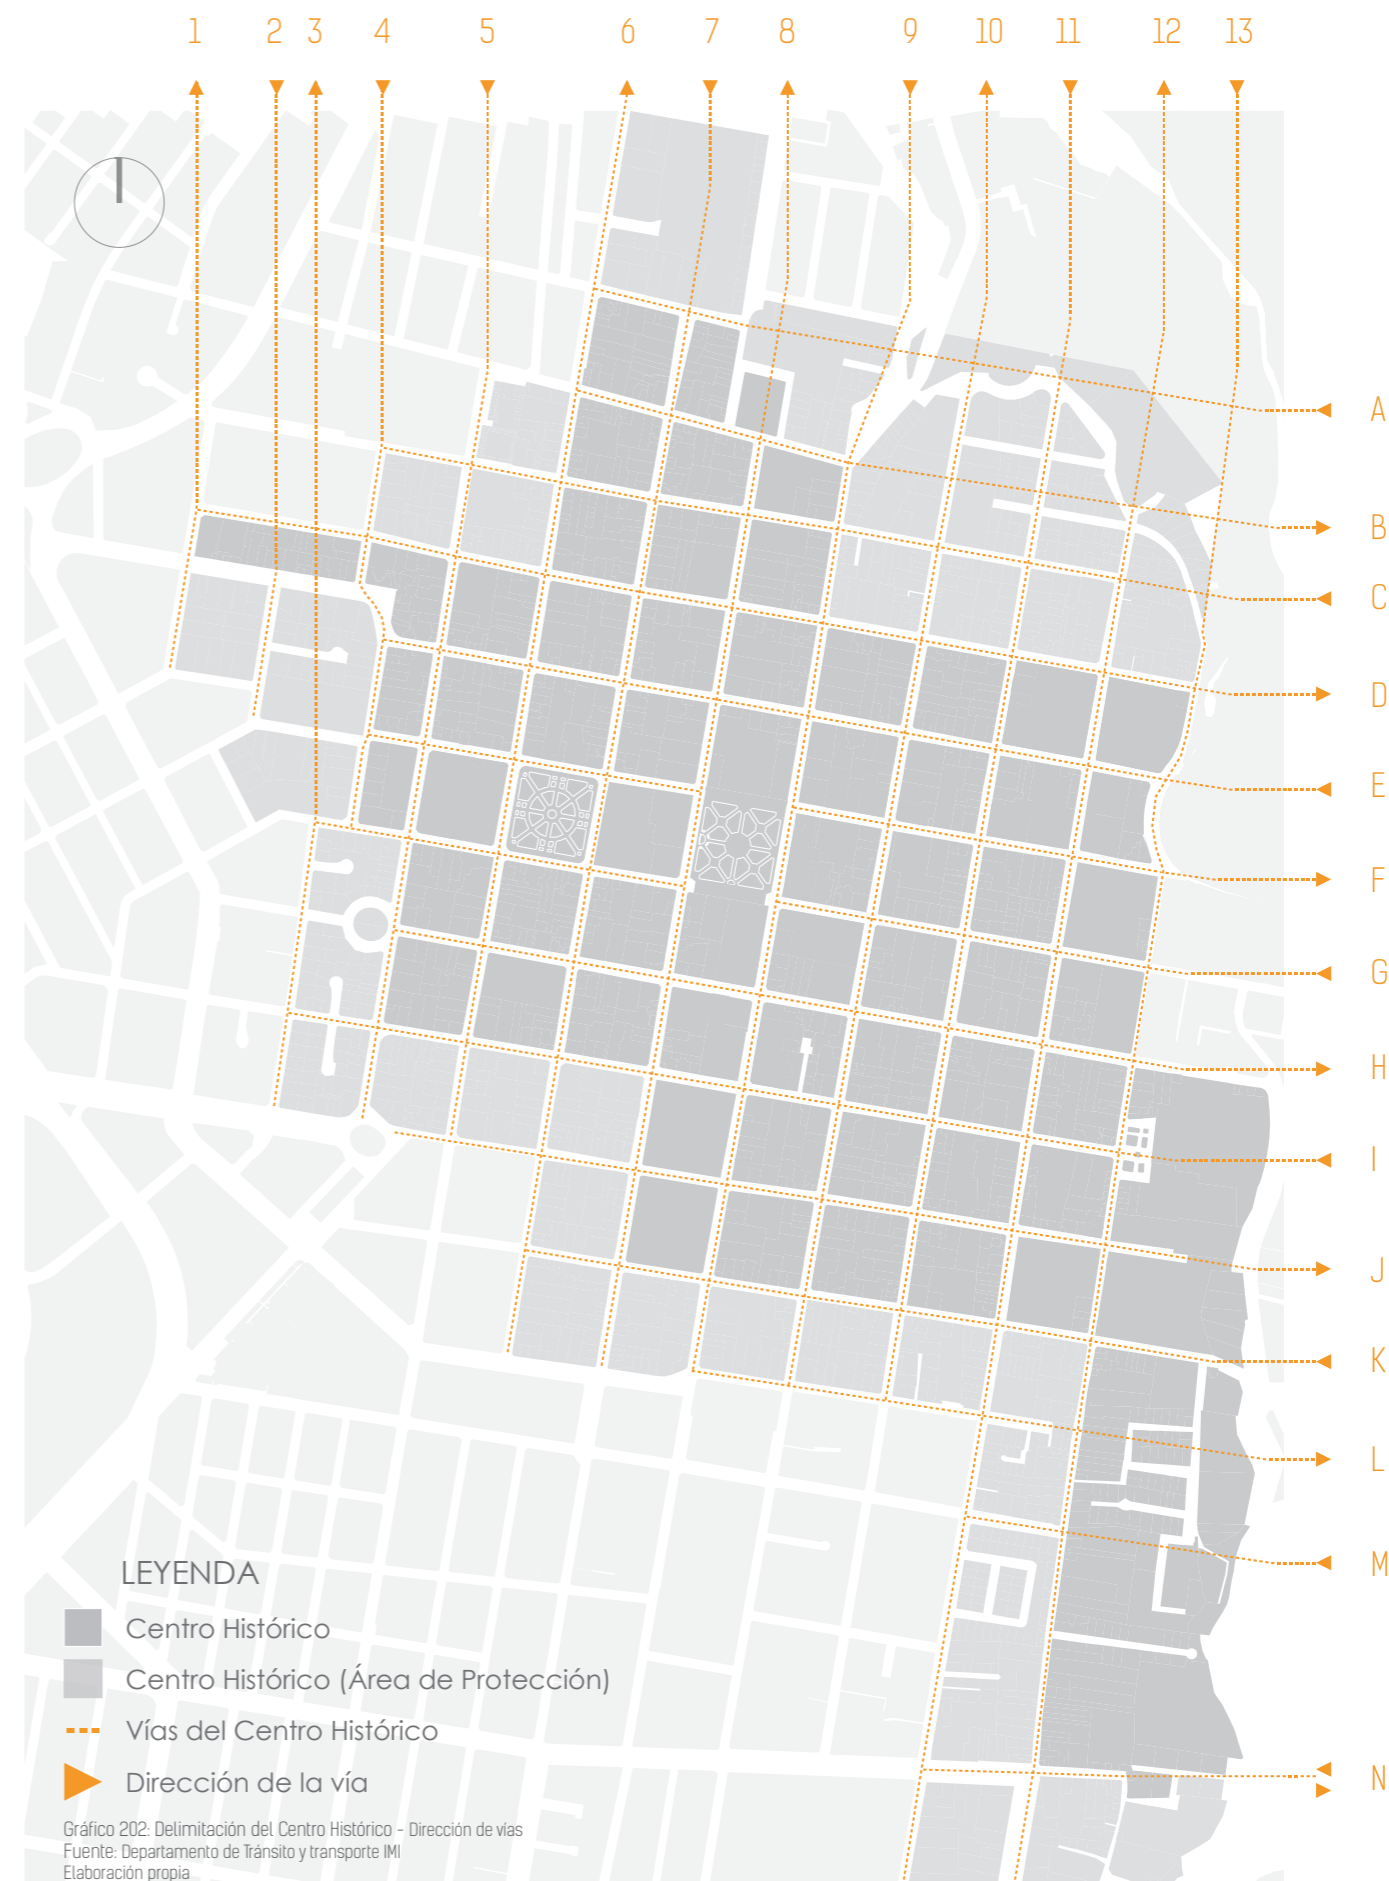 1 2 3 4 5 6 7 8 9 10 11 12 13
A
B
C
D
E
F
G
H
I
J
K
L
M
N
LEYENDA
Centro Histórico
Centro Histórico (Área de Protección)
Vías del Centro Histórico
Dirección de la vía
Gráfico 202: Delimitación del Centro Histórico - Dirección de vías
Fuente: Departamento de Tránsito y transporte IMI
Elaboración propia